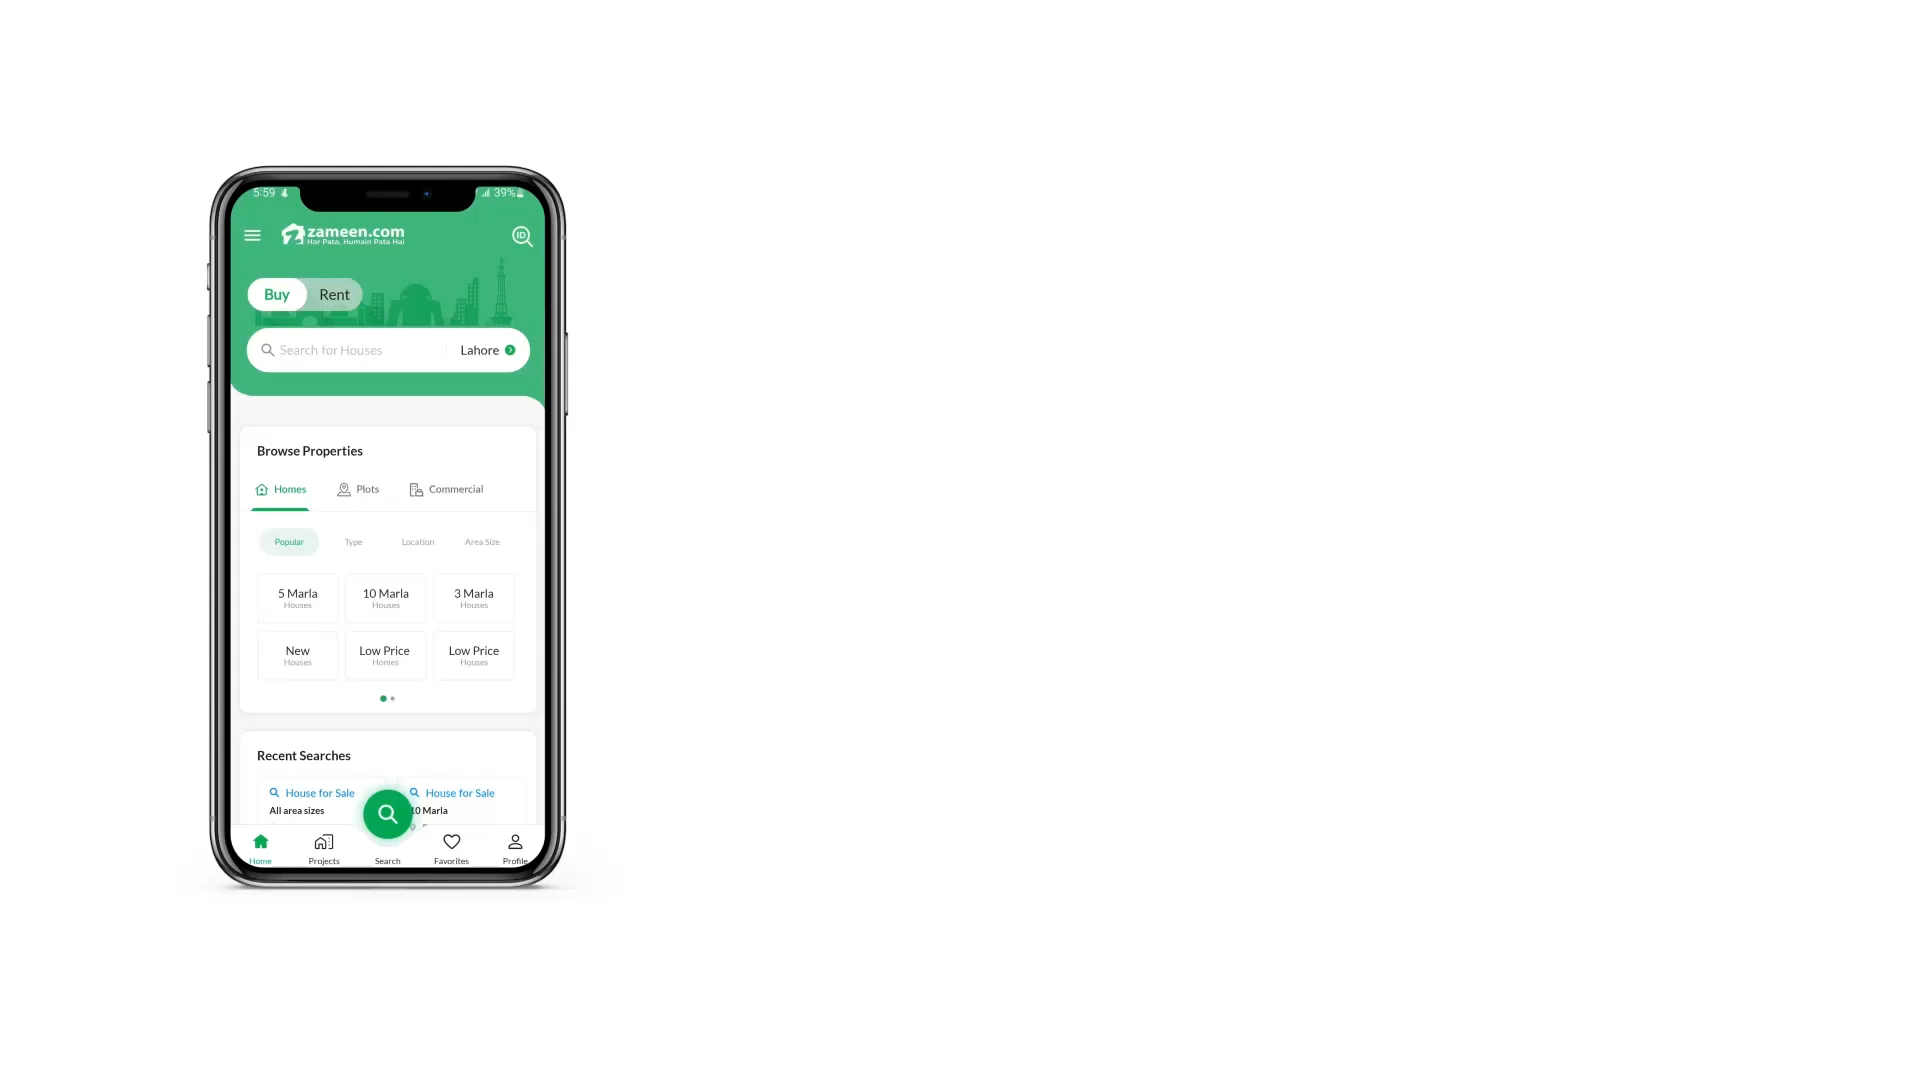 5:59
39%
zameen.com
Har Pata, Humain Pata Hai
ID
Buy Rent
Search for Houses Lahore
Browse Properties
Homes Plots Commercial
Popular Type Location Area Size
5 Marla 10 Marla 3 Marla
Houses Houses Houses
New Low Price Low Price
Houses Homes Houses
Recent Searches
House for Sale House for Sale
All area sizes 10 Marla
Home Projects Search Favorites Profile